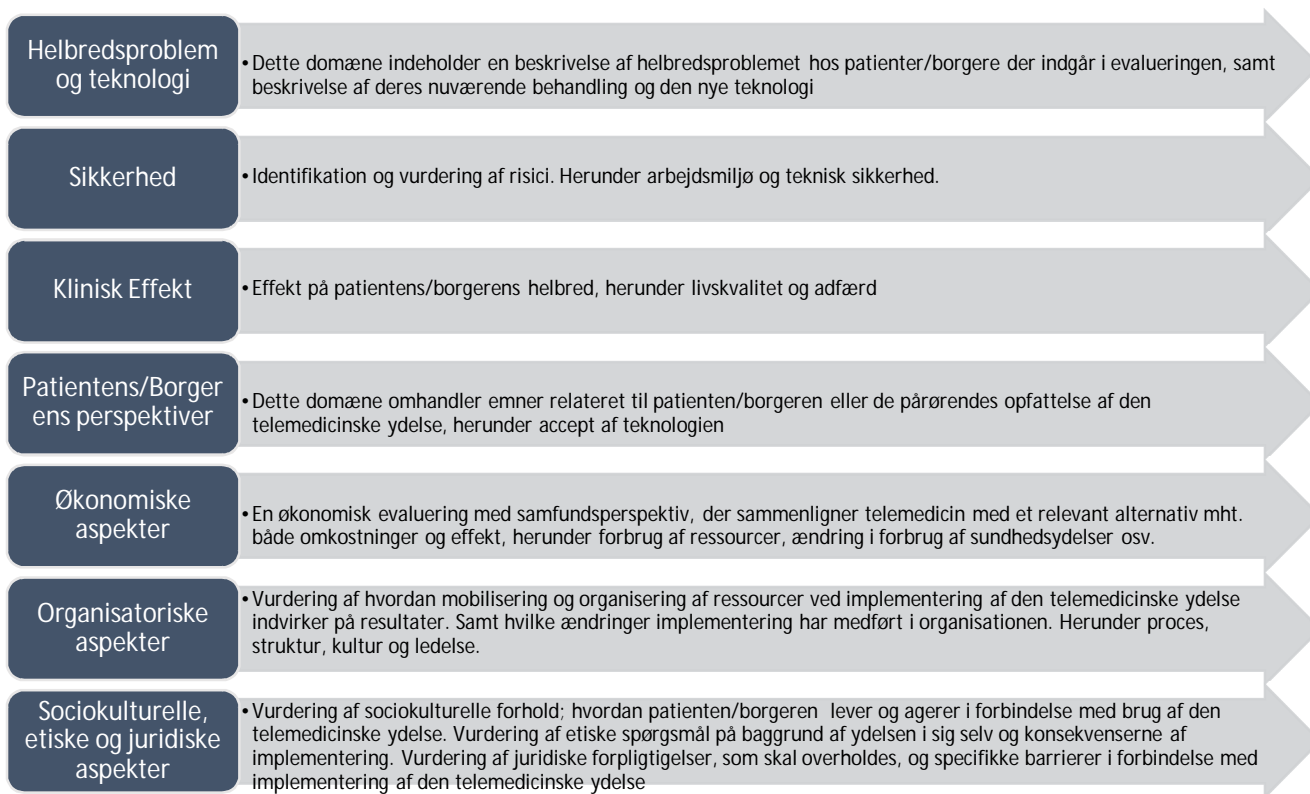 Helbredsproblem
og teknologi
• Dette domæne indeholder en beskrivelse af helbredsproblemet hos patienter/borgere der indgår i evalueringen, samt
beskrivelse af deres nuværende behandling og den nye teknologi
Sikkerhed
• Identifikation og vurdering af risici. Herunder arbejdsmiljø og teknisk sikkerhed.
Klinisk Effekt
• Effekt på patientens/borgerens helbred, herunder livskvalitet og adfærd
Patientens/Borger
ens perspektiver
• Dette domæne omhandler emner relateret til patienten/borgeren eller de pårørendes opfattelse af den
telemedicinske ydelse, herunder accept af teknologien
Økonomiske
aspekter
• En økonomisk evaluering med samfundsperspektiv, der sammenligner telemedicin med et relevant alternativ mht.
både omkostninger og effekt, herunder forbrug af ressourcer, ændring i forbrug af sundhedsydelser osv.
Organisatoriske
aspekter
• Vurdering af hvordan mobilisering og organisering af ressourcer ved implementering af den telemedicinske ydelse
indvirker på resultater. Samt hvilke ændringer implementering har medført i organisationen. Herunder proces,
struktur, kultur og ledelse.
Sociokulturelle,
etiske og juridiske
aspekter
• Vurdering af sociokulturelle forhold; hvordan patienten/borgeren lever og agerer i forbindelse med brug af den
telemedicinske ydelse. Vurdering af etiske spørgsmål på baggrund af ydelsen i sig selv og konsekvenserne af
implementering. Vurdering af juridiske forpligtigelser, som skal overholdes, og specifikke barrierer i forbindelse med
implementering af den telemedicinske ydelse